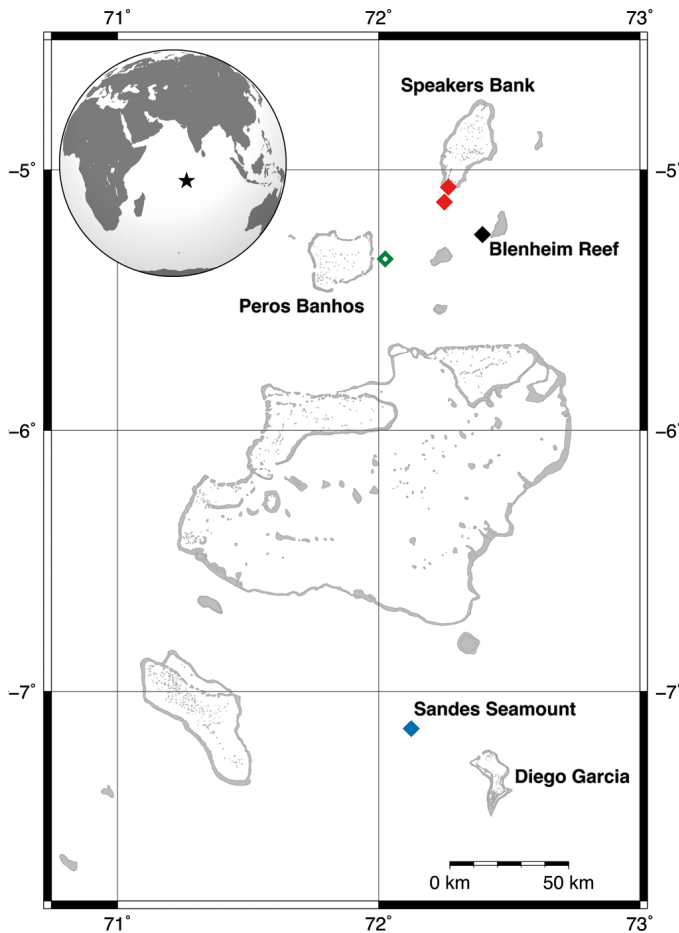 71˚ 72˚ 73˚
Speakers Bank
−5˚ −5˚
Blenheim Reef
Peros Banhos
−6˚ −6˚
−7˚ −7˚
Sandes Seamount
Diego Garcia
0 km 50 km
71˚ 72˚ 73˚